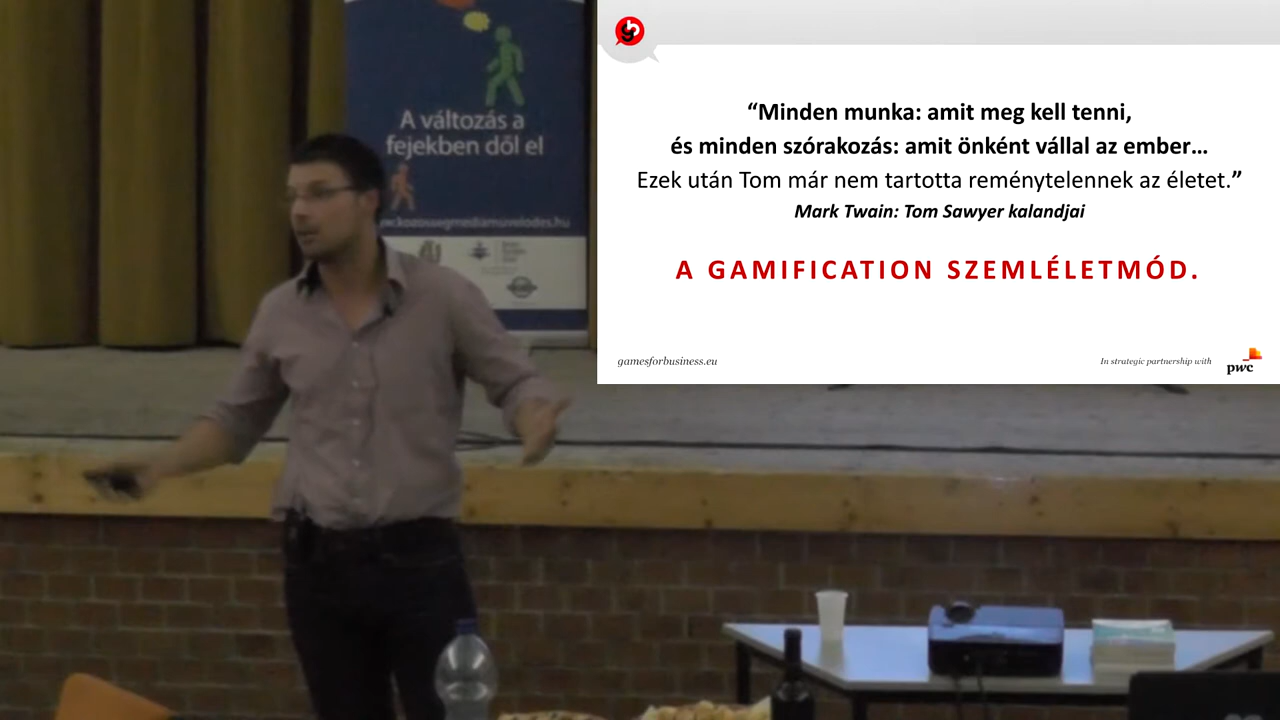 A változás a
fejekben dől el
w.kozossegmediamuvelodes.hu
“Minden munka: amit meg kell tenni,
és minden szórakozás: amit önként vállal az ember…
Ezek után Tom már nem tartotta reménytelennek az életet.”
Mark Twain: Tom Sawyer kalandjai
A GAMIFICATION SZEMLÉLETMÓD.
gamesforbusiness.eu
In strategic partnership with
pwc